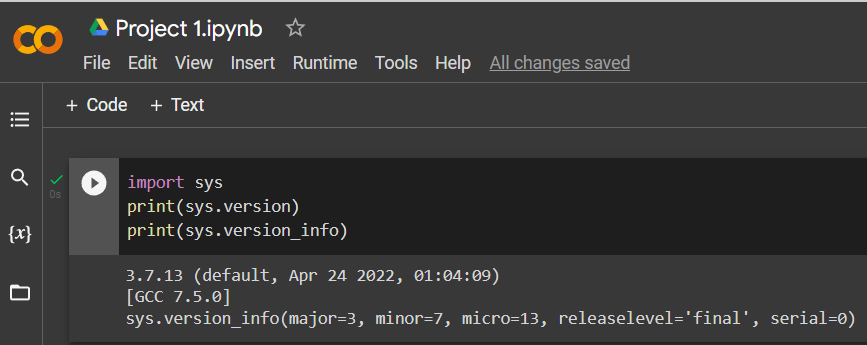 Project 1.ipynb
File Edit View Insert Runtime Tools Help All changes saved
+ Code + Text
import sys
0s
print(sys.version)
{x}
print(sys.version_info)
3.7.13 (default, Apr 24 2022, 01:04:09)
[GCC 7.5.0]
sys.version_info(major=3, minor=7, micro=13, releaselevel='final', serial=0)